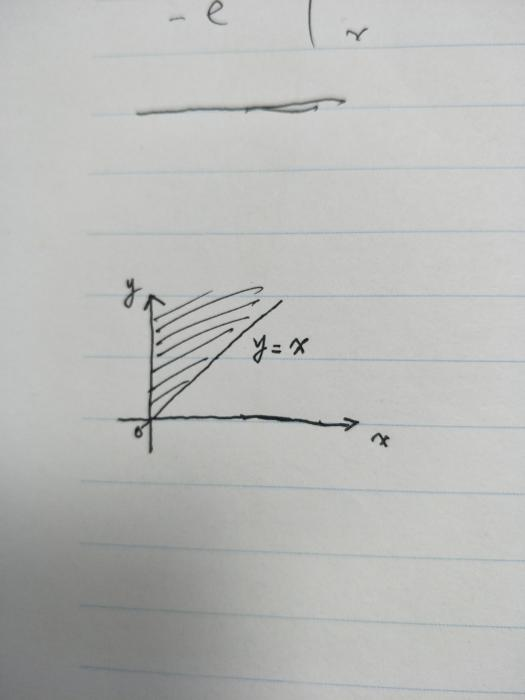 - e | x
y
y = x
0
x